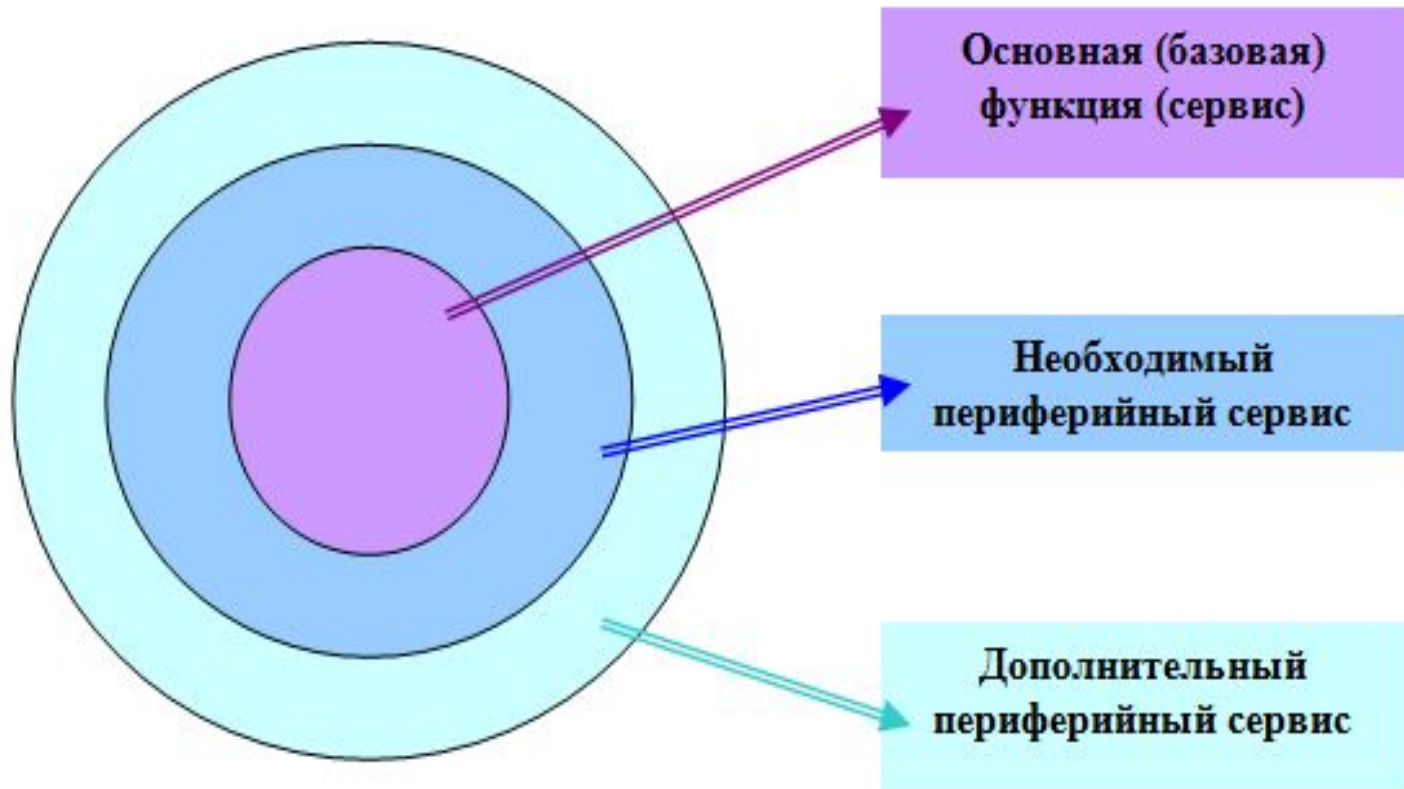 Основная (базовая)
функция (сервис)
Необходимый
периферийный сервис
Дополнительный
периферийный сервис